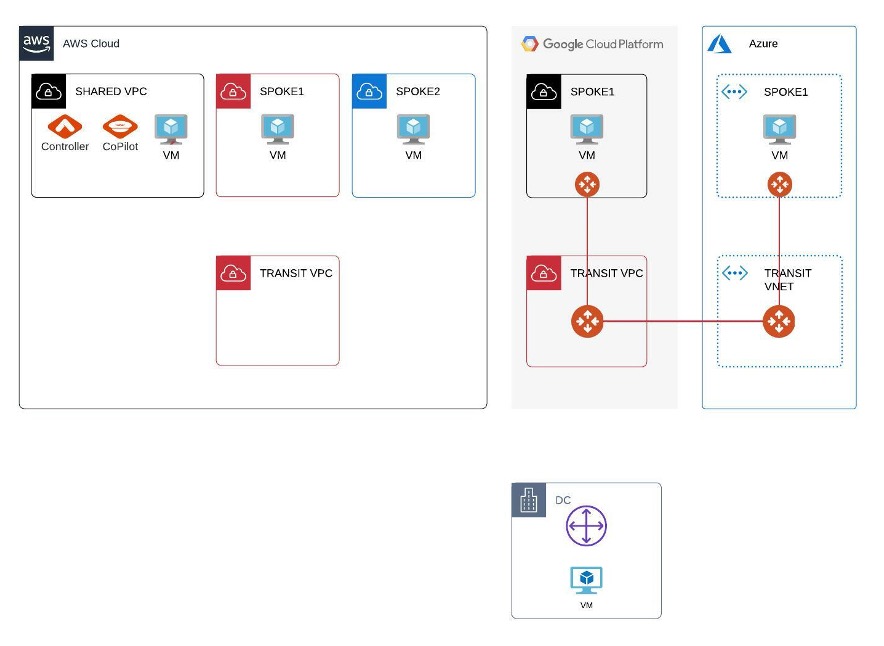 aws
AWS Cloud
SHARED VPC
Controller
CoPilot
VM
SPOKE1
VM
SPOKE2
VM
TRANSIT VPC
Google Cloud Platform
SPOKE1
VM
TRANSIT VPC
Azure
SPOKE1
VM
TRANSIT
VNET
DC
VM